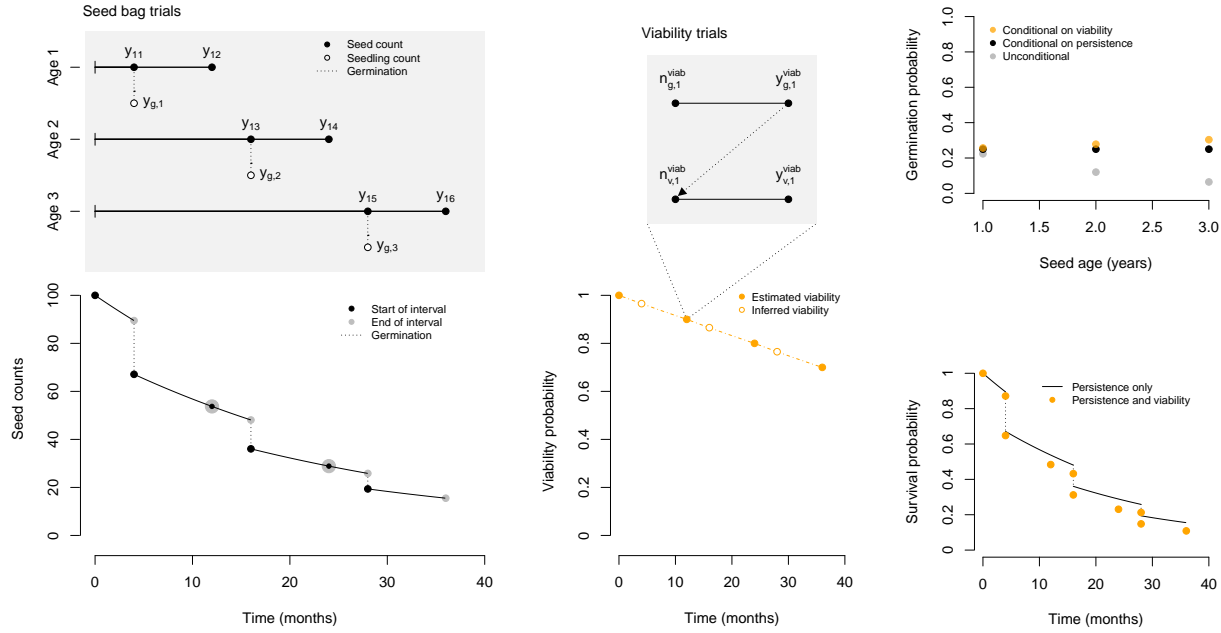 Seed bag trials
Age 1
y11
y12
yg,1
Seed count
Seedling count
Germination
Age 2
y13
y14
yg,2
Age 3
y15
y16
yg,3
Seed counts
100
80
60
40
20
0
Start of interval
End of interval
Germination
0
10
20
30
40
Time (months)
Viability trials
n^viab_g,1
y^viab_g,1
n^viab_v,1
y^viab_v,1
Viability probability
1
0.8
0.6
0.4
0.2
0
Estimated viability
Inferred viability
0
10
20
30
40
Time (months)
Germination probability
1.0
0.8
0.6
0.4
0.2
0.0
Conditional on viability
Conditional on persistence
Unconditional
1.0
1.5
2.0
2.5
3.0
Seed age (years)
Survival probability
1
0.8
0.6
0.4
0.2
0
Persistence only
Persistence and viability
0
10
20
30
40
Time (months)